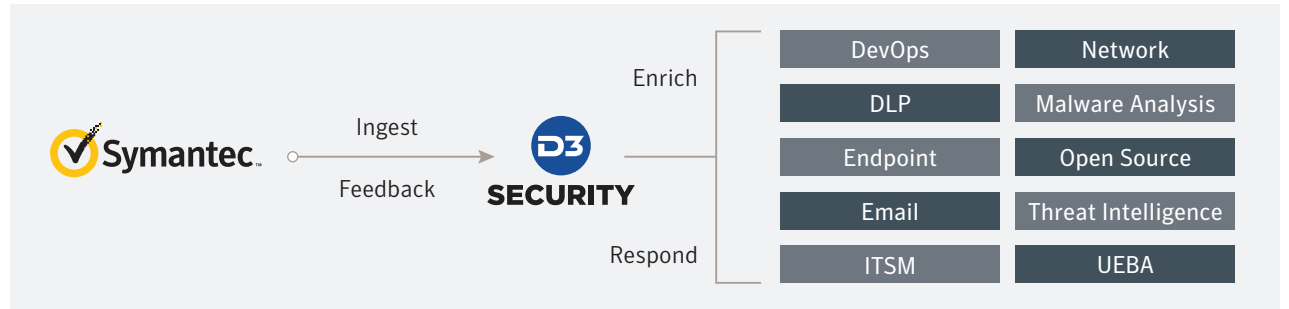 Symantec™
Ingest
Feedback
D3
SECURITY
Enrich
Respond
DevOps
Network
DLP
Malware Analysis
Endpoint
Open Source
Email
Threat Intelligence
ITSM
UEBA